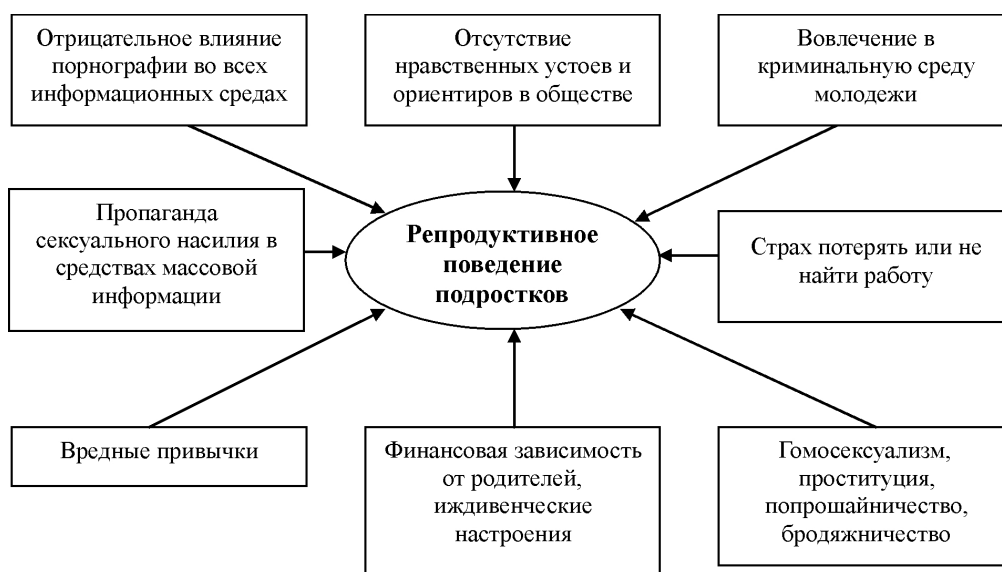 Отрицательное влияние
порнографии во всех
информационных средах
Отсутствие
нравственных устоев и
ориентиров в обществе
Вовлечение в
криминальную среду
молодежи
Пропаганда
сексуального насилия в
средствах массовой
информации
Репродуктивное
поведение
подростков
Страх потерять или не
найти работу
Вредные привычки
Финансовая зависимость
от родителей,
иждивенческие
настроения
Гомосексуализм,
проституция,
попрошайничество,
бродяжничество